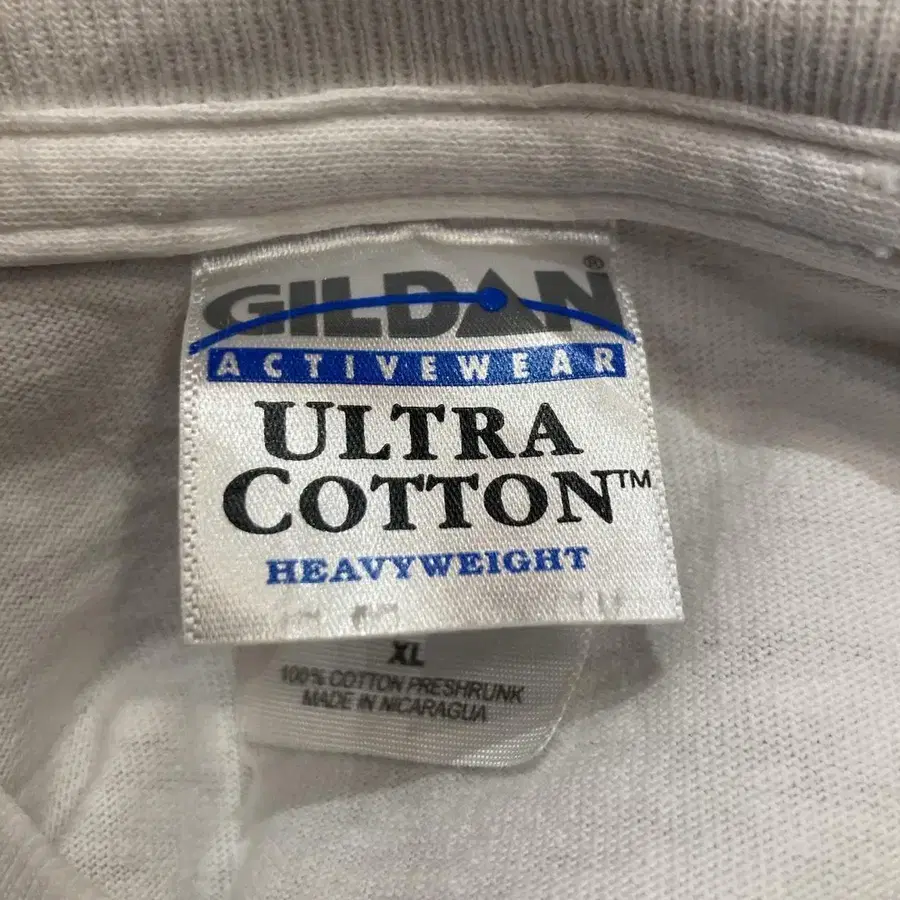 GILDAN®
ACTIVEWEAR
ULTRA
COTTON™
HEAVYWEIGHT
XL
100% COTTON PRESHRUNK
MADE IN NICARAGUA